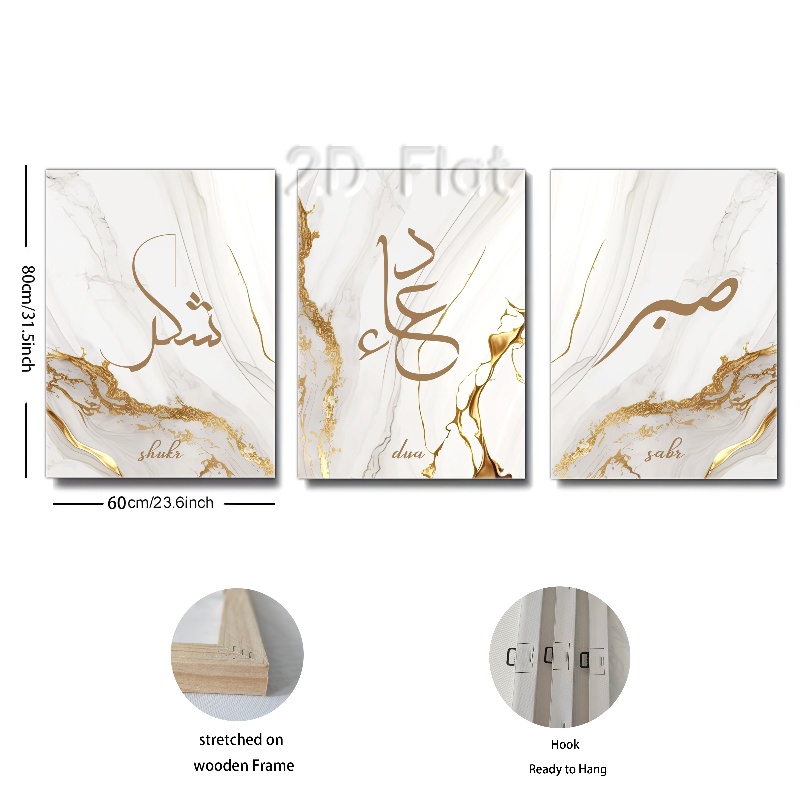 2D Flat
80cm/31.5inch
شكر
shukr
دعاء
dua
صبر
sabr
60cm/23.6inch
stretched on
wooden Frame
Hook
Ready to Hang